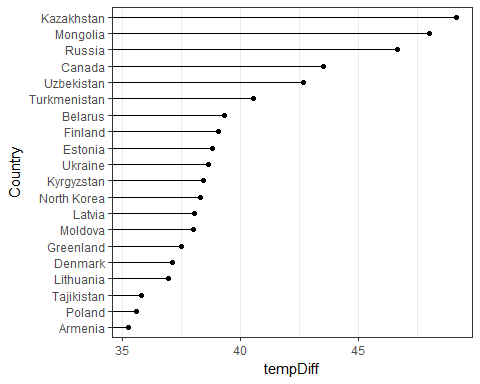 Kazakhstan
Mongolia
Russia
Canada
Uzbekistan
Turkmenistan
Belarus
Finland
Estonia
Ukraine
Kyrgyzstan
North Korea
Latvia
Moldova
Greenland
Denmark
Lithuania
Tajikistan
Poland
Armenia
Country
35 40 45
tempDiff